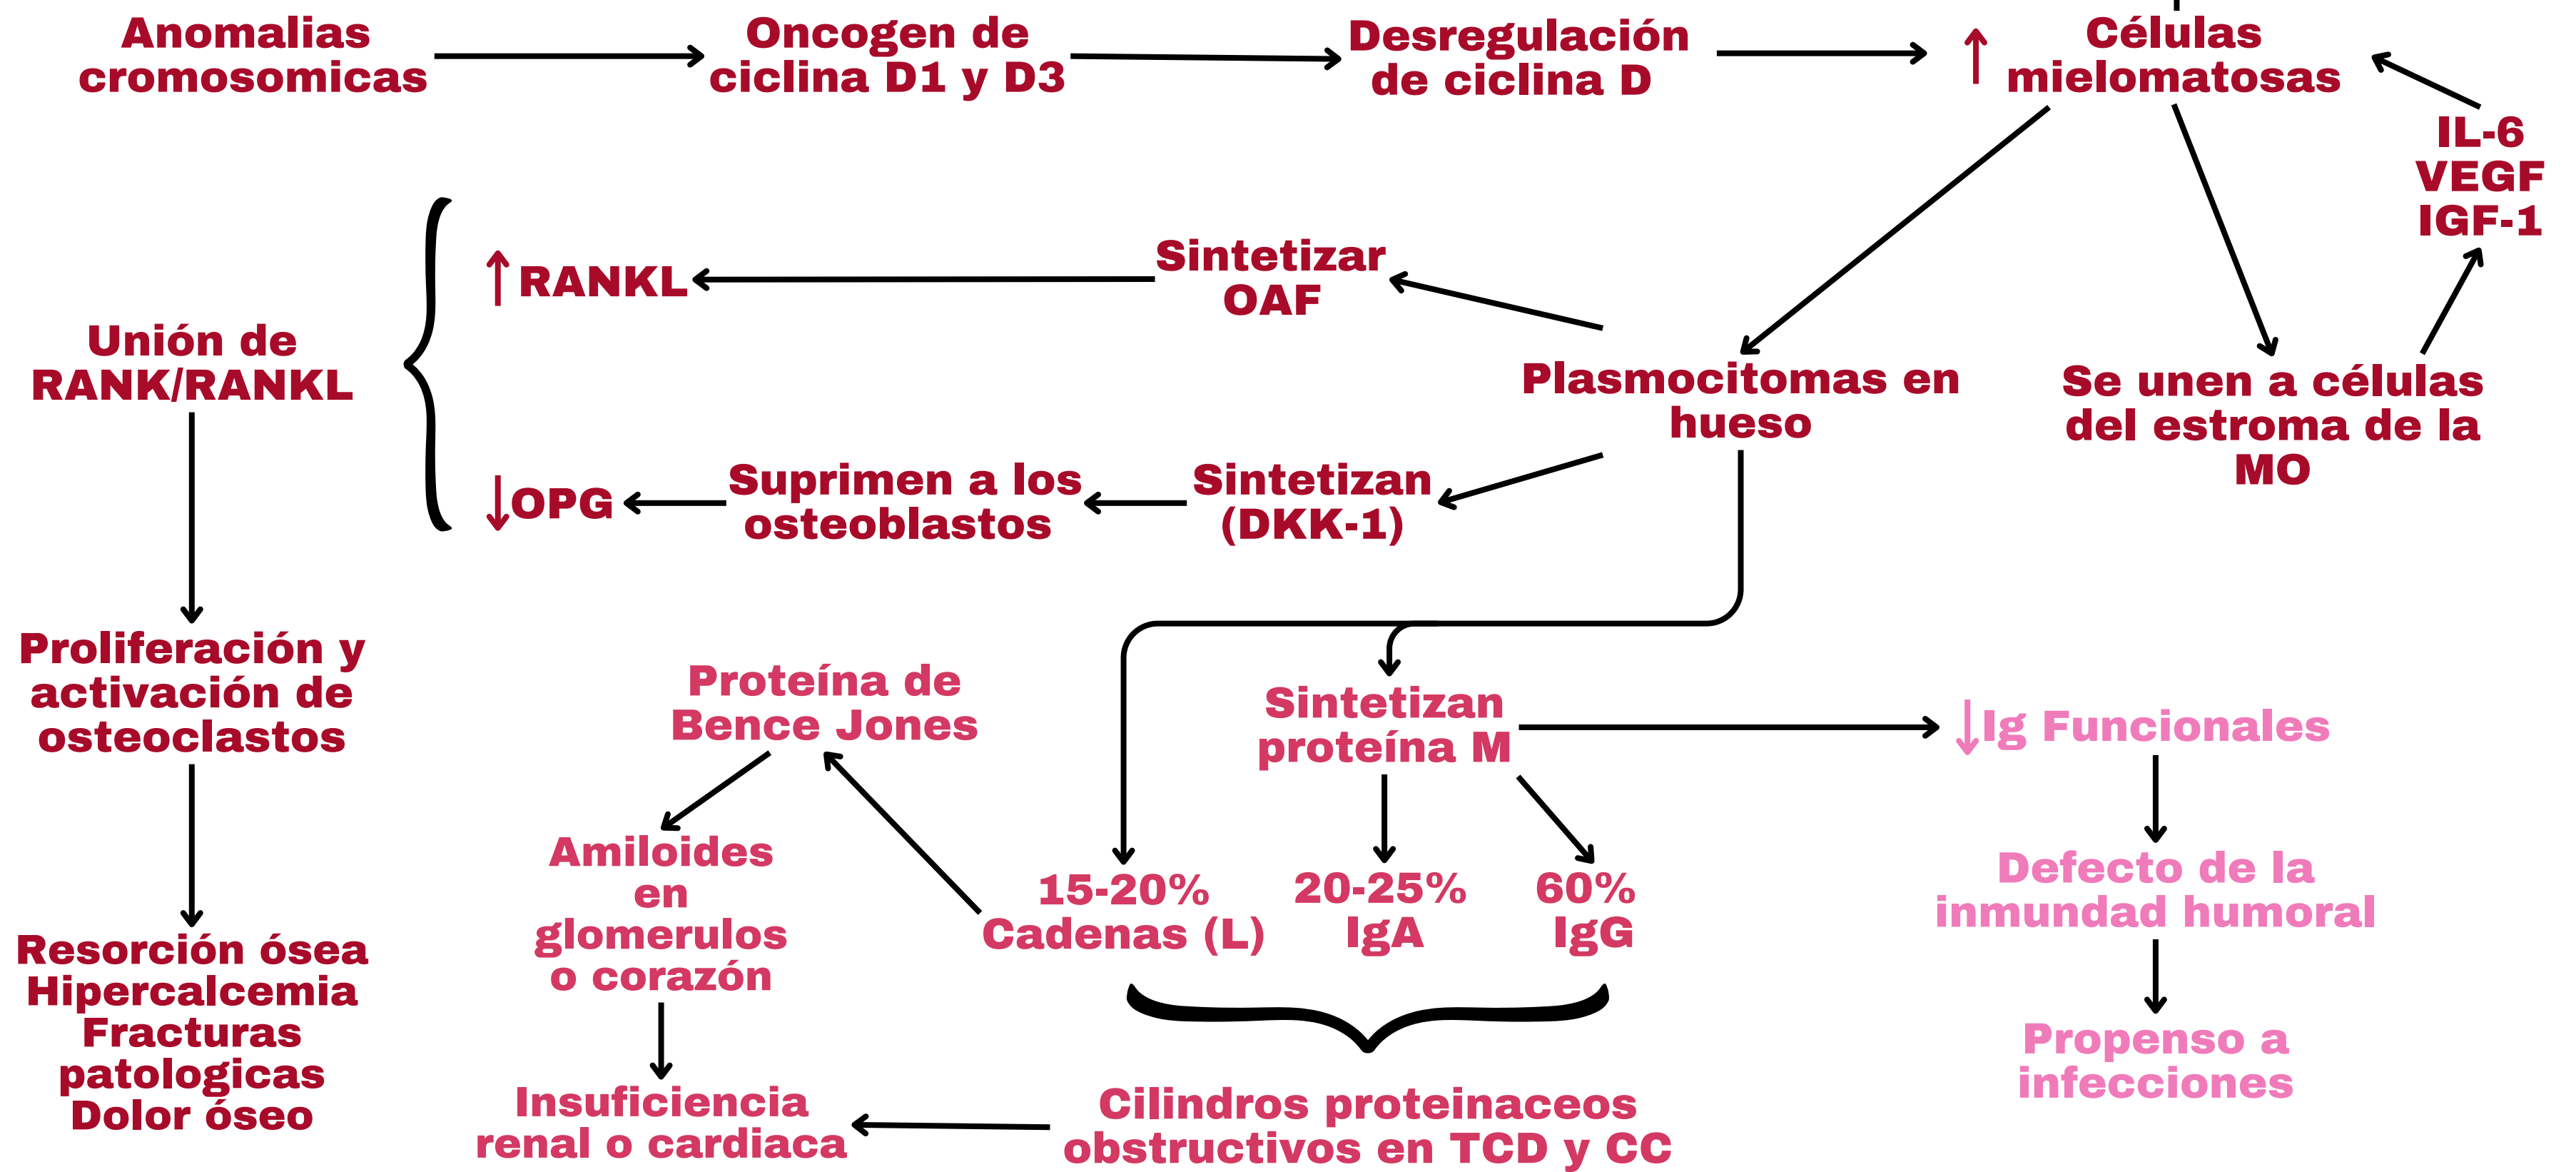 Anomalias
cromosomicas
Oncogen de
ciclina D1 y D3
Desregulación
de ciclina D
↑ Células
mielomatosas
IL-6
VEGF
IGF-1
Sintetizar
OAF
↑ RANKL
Unión de
RANK/RANKL
Plasmocitomas en
hueso
Se unen a células
del estroma de la
MO
Sintetizan
(DKK-1)
Suprimen a los
osteoblastos
↓OPG
Proliferación y
activación de
osteoclastos
Resorción ósea
Hipercalcemia
Fracturas
patologicas
Dolor óseo
Proteína de
Bence Jones
Sintetizan
proteína M
↓Ig Funcionales
Amiloides
en
glomerulos
o corazón
15-20%
Cadenas (L)
20-25%
IgA
60%
IgG
Defecto de la
inmundad humoral
Propenso a
infecciones
Insuficiencia
renal o cardiaca
Cilindros proteinaceos
obstructivos en TCD y CC